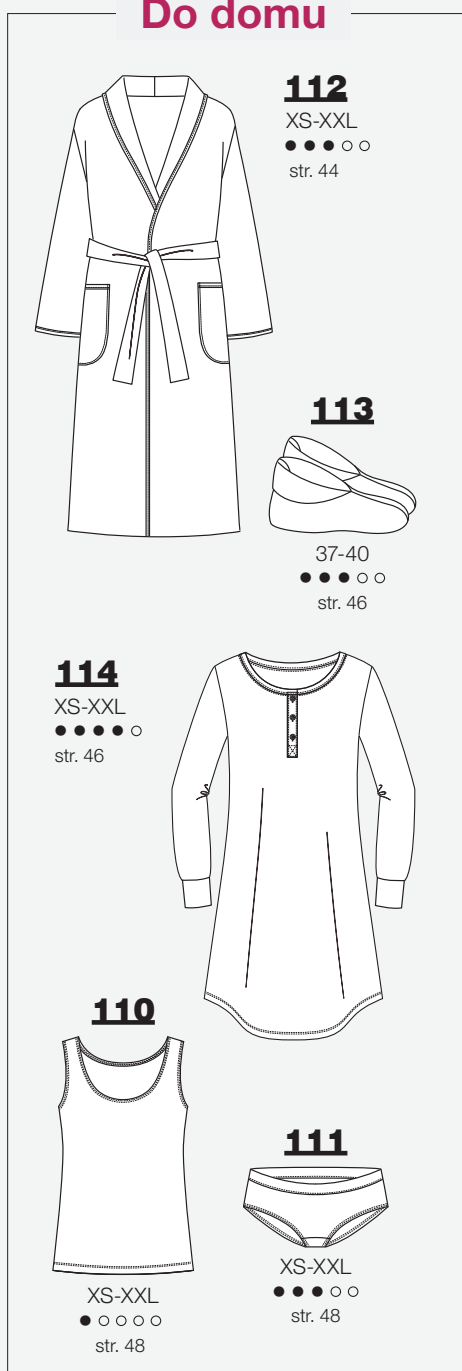 Do domu
112
XS-XXL
● ● ● ○ ○
str. 44
113
37-40
● ● ● ○ ○
str. 46
114
XS-XXL
● ● ● ● ○
str. 46
110
XS-XXL
● ○ ○ ○ ○
str. 48
111
XS-XXL
● ● ● ○ ○
str. 48